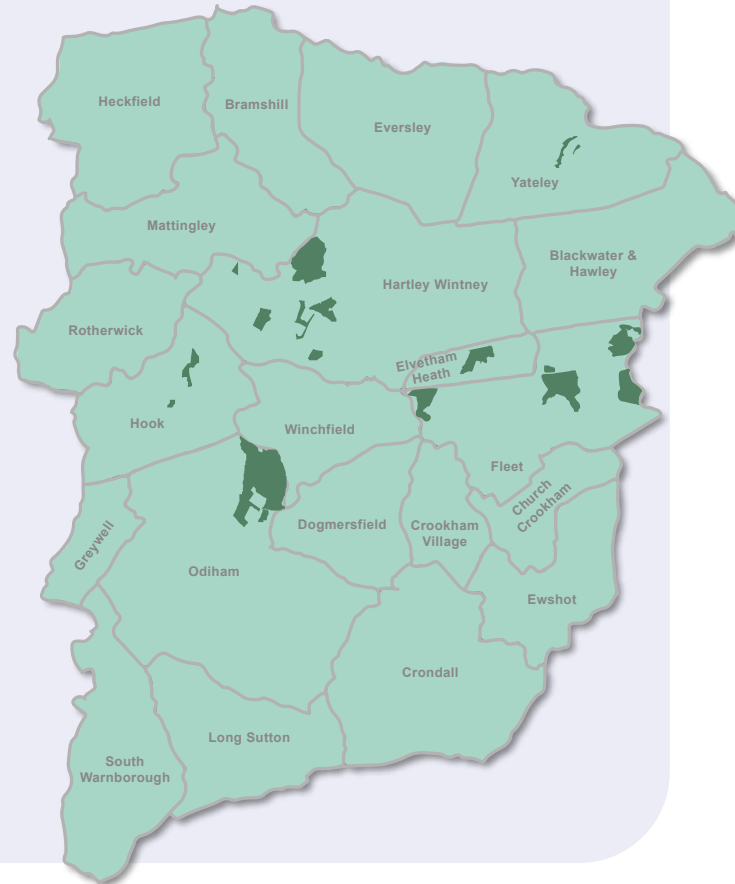 Heckfield
Bramshill
Eversley
Yateley
Mattingley
Blackwater &
Hawley
Hartley Wintney
Rotherwick
Elvetham
Heath
Hook
Winchfield
Fleet
Church
Crookham
Dogmersfield
Crookham
Village
Greywell
Odiham
Ewshot
Crondall
Long Sutton
South
Warnborough